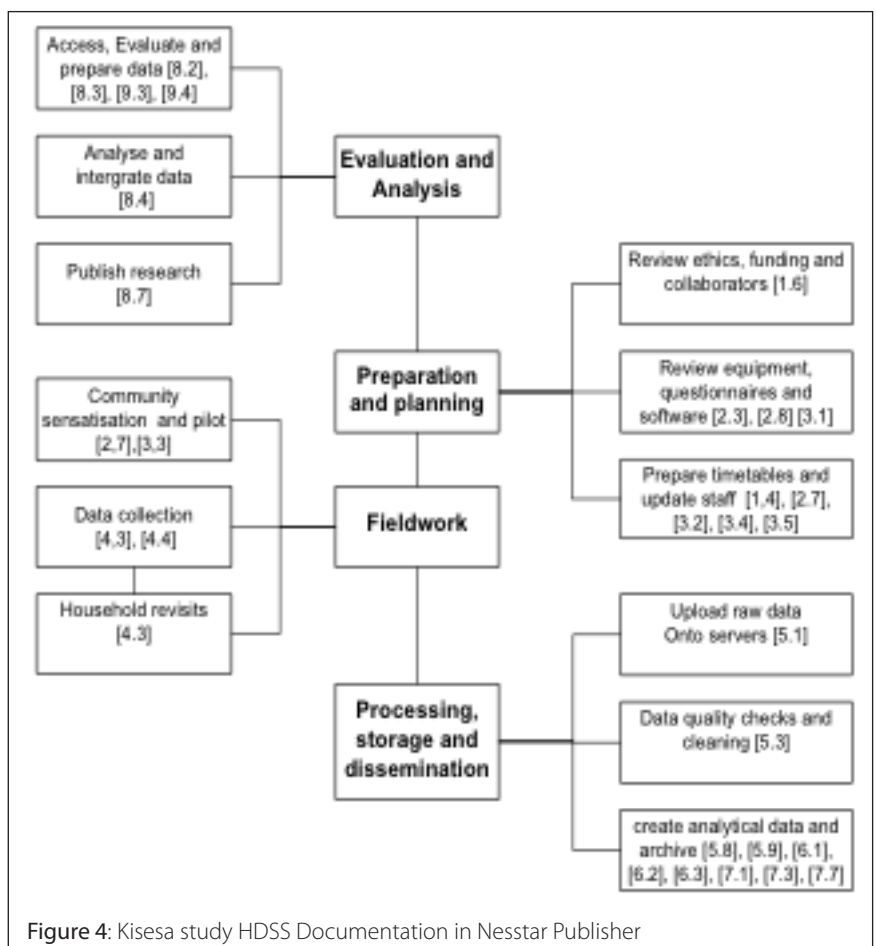 Access, Evaluate and
prepare data [8.2],
[8.3], [9.3], [9.4]
Analyse and
intergrate data
[8.4]
Publish research
[8.7]
Evaluation and
Analysis
Review ethics, funding and
collaborators [1.6]
Preparation
and planning
Review equipment,
questionnaires and
software [2.3], [2.8] [3.1]
Prepare timetables and
update staff [1,4], [2.7],
[3.2], [3.4], [3.5]
Community
sensatisation and pilot
[2,7],[3,3]
Data collection
[4,3], [4.4]
Household revisits
[4.3]
Fieldwork
Processing,
storage and
dissemination
Upload raw data
Onto servers [5.1]
Data quality checks and
cleaning [5.3]
create analytical data and
archive [5.8], [5.9], [6.1],
[6.2], [6.3], [7.1], [7.3], [7.7]
Figure 4: Kisesa study HDSS Documentation in Nesstar Publisher